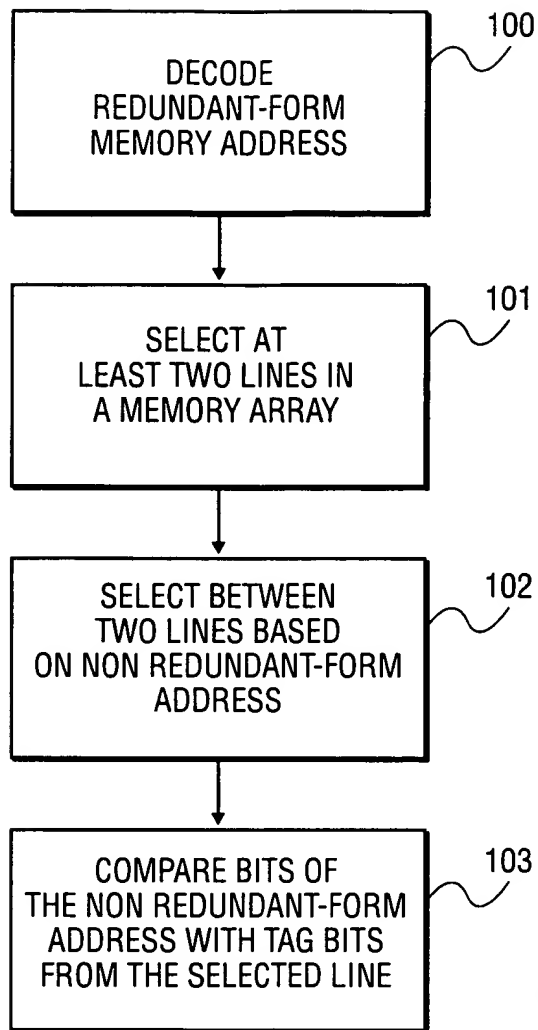 100
DECODE
REDUNDANT-FORM
MEMORY ADDRESS
101
SELECT AT
LEAST TWO LINES IN
A MEMORY ARRAY
102
SELECT BETWEEN
TWO LINES BASED
ON NON REDUNDANT-FORM
ADDRESS
103
COMPARE BITS OF
THE NON REDUNDANT-FORM
ADDRESS WITH TAG BITS
FROM THE SELECTED LINE